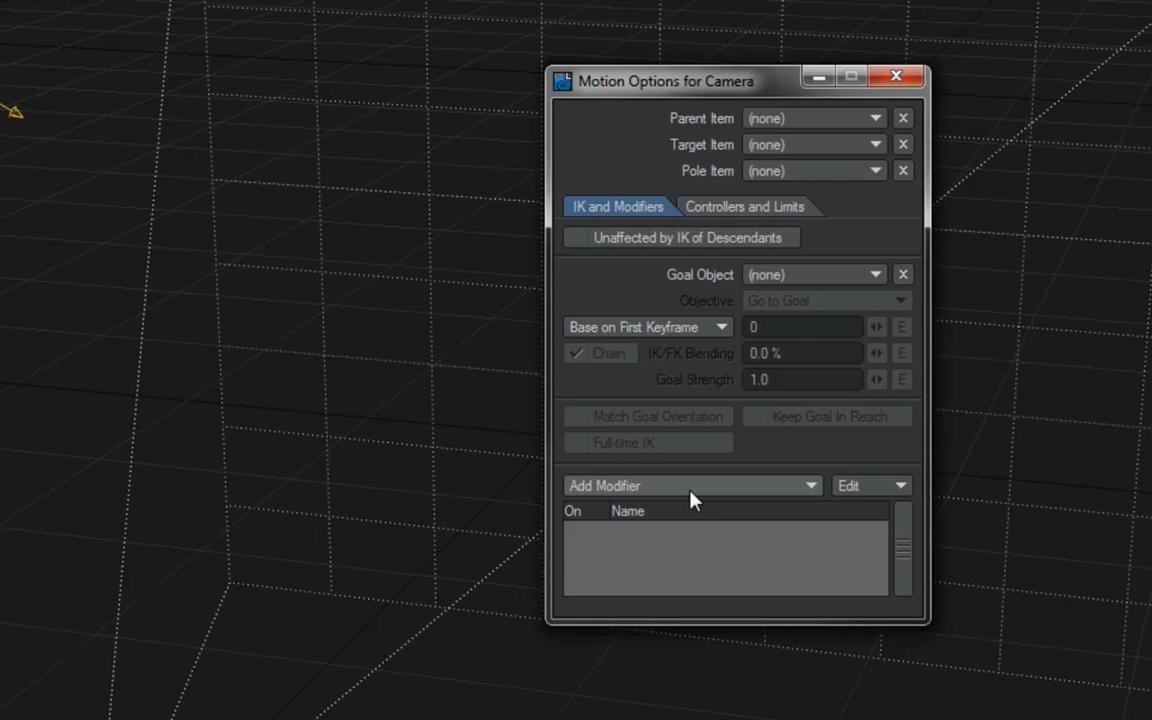 Motion Options for Camera
Parent Item (none) X
Target Item (none) X
Pole Item (none) X
IK and Modifiers Controllers and Limits
Unaffected by IK of Descendants
Goal Object (none) X
Objective Go to Goal
Base on First Keyframe 0 E
Chain IK/FK Blending 0.0 % E
Goal Strength 1.0 E
Match Goal Orientation Keep Goal In Reach
Full-time IK
Add Modifier Edit
On Name